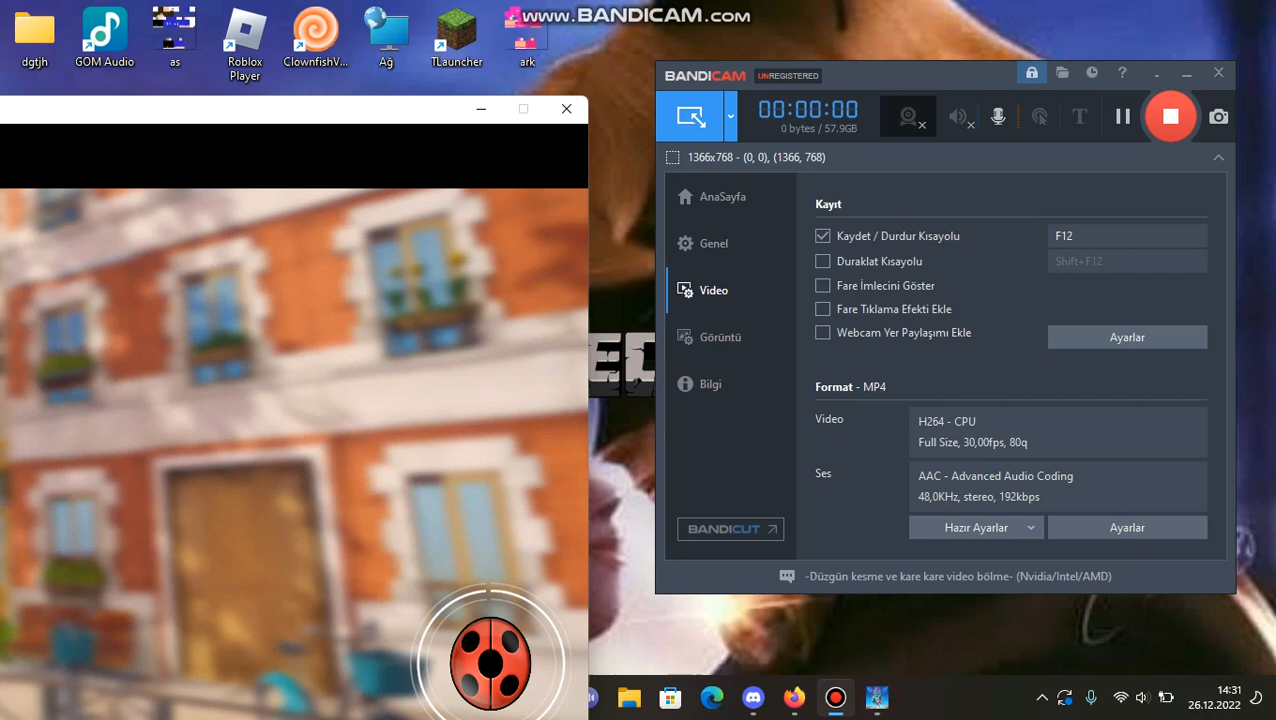 www.BANDICAM.com
dgtjh
GOM Audio
as
Roblox Player
ClownfishV...
Ağ
TLauncher
ark
BANDICAM UNREGISTERED
00:00:00
0 bytes / 57.9GB
1366x768 - (0, 0), (1366, 768)
AnaSayfa
Genel
Video
Görüntü
Bilgi
BANDICUT
Kayıt
Kaydet / Durdur Kısayolu F12
Duraklat Kısayolu Shift+F12
Fare İmlecini Göster
Fare Tıklama Efekti Ekle
Webcam Yer Paylaşımı Ekle Ayarlar
Format - MP4
Video
H264 - CPU
Full Size, 30,00fps, 80q
Ses
AAC - Advanced Audio Coding
48,0KHz, stereo, 192kbps
Hazır Ayarlar Ayarlar
-Düzgün kesme ve kare kare video bölme- (Nvidia/Intel/AMD)
14:31
26.12.2022